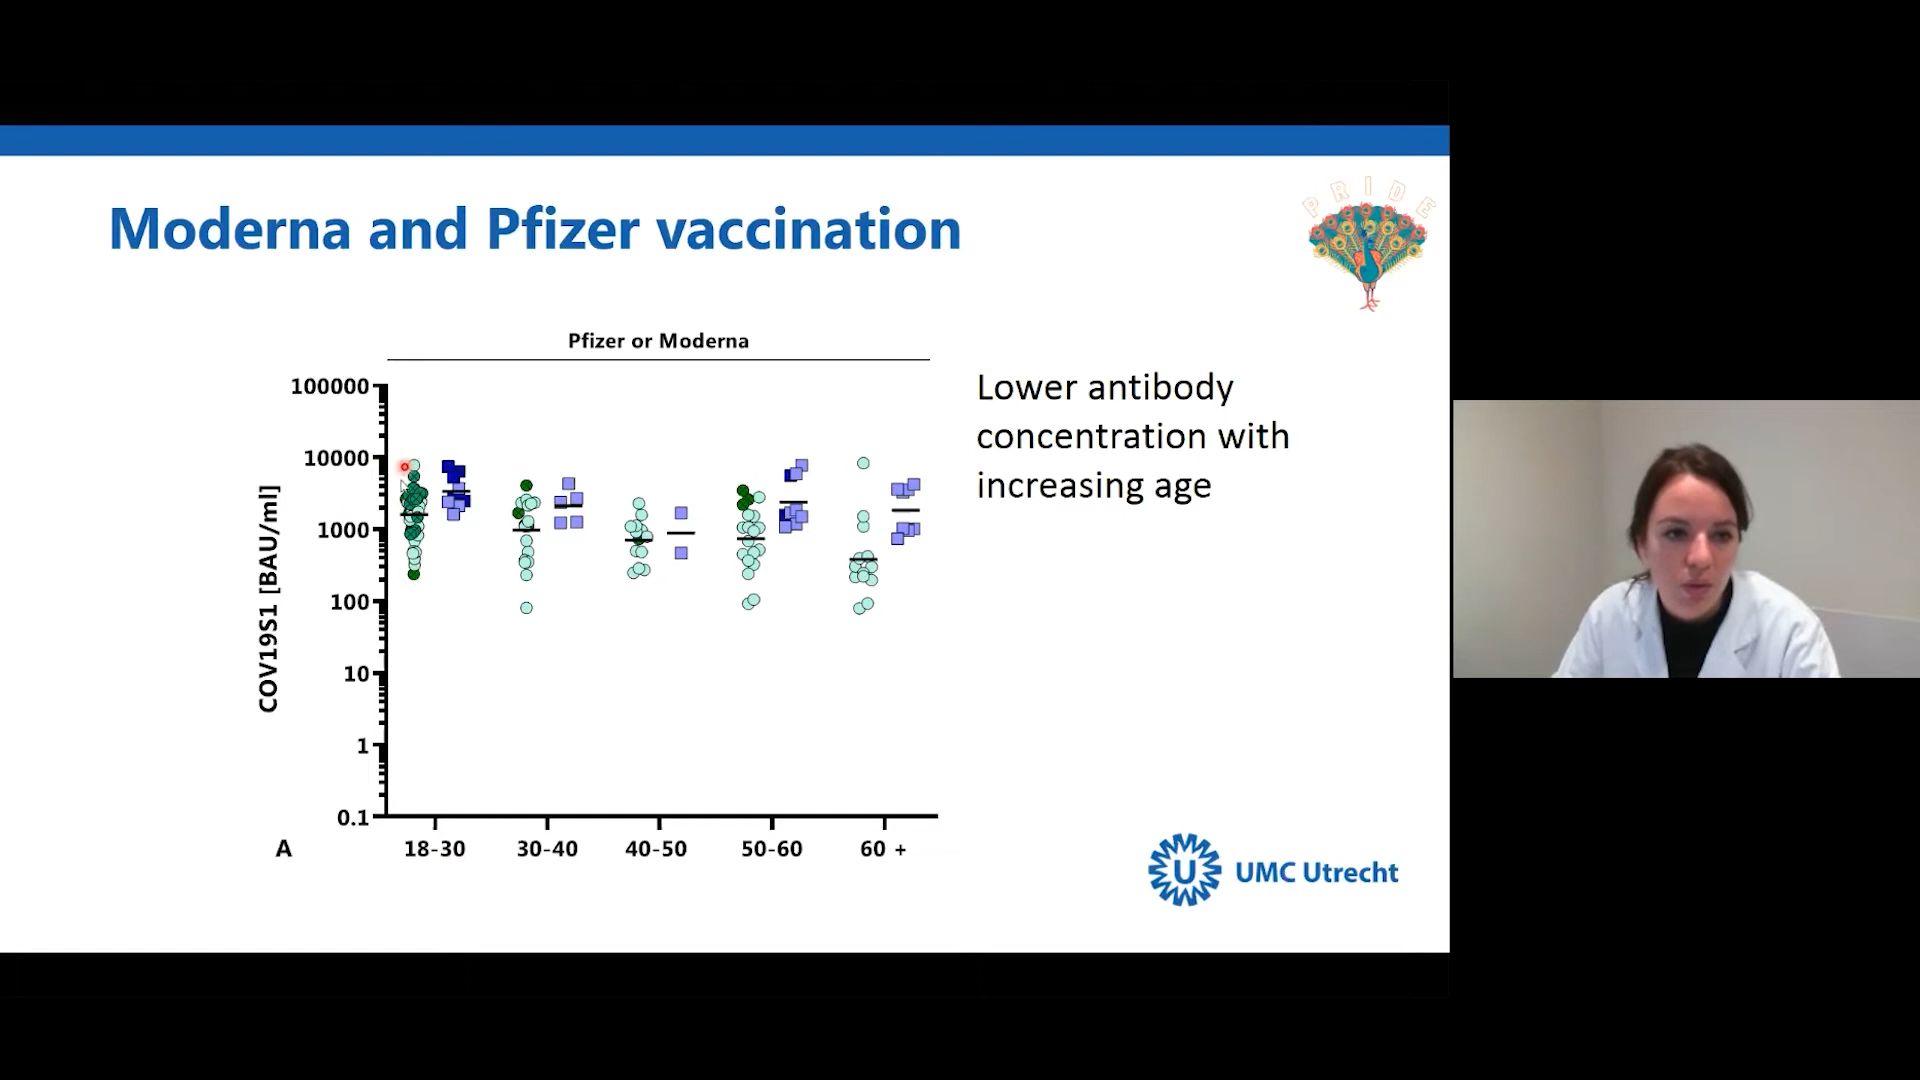 Moderna and Pfizer vaccination
PRIDE
Pfizer or Moderna
100000
10000
1000
100
10
1
0.1
COV19S1 [BAU/ml]
A
18-30
30-40
40-50
50-60
60 +
Lower antibody
concentration with
increasing age
U
UMC Utrecht